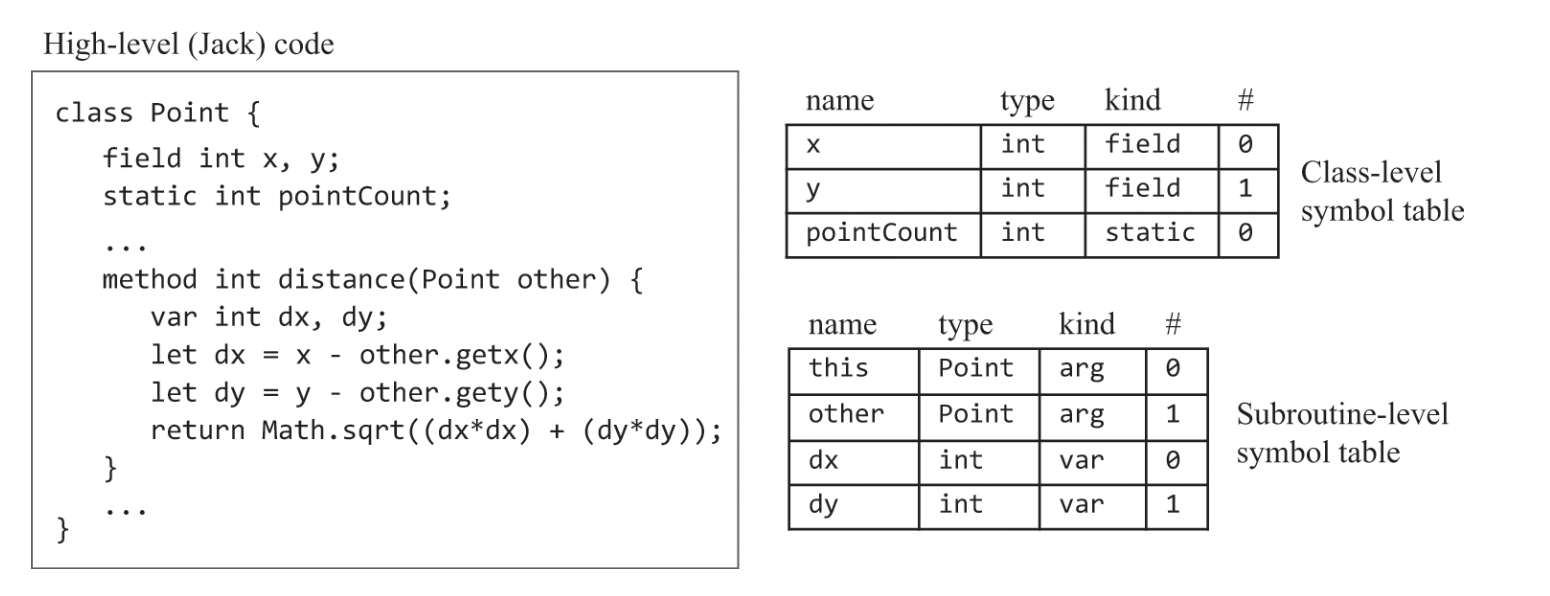 High-level (Jack) code
class Point {
field int x, y;
static int pointCount;
...
method int distance(Point other) {
var int dx, dy;
let dx = x - other.getx();
let dy = y - other.gety();
return Math.sqrt((dx*dx) + (dy*dy));
}
...
}
name type kind #
x int field 0
y int field 1
pointCount int static 0
Class-level
symbol table
name type kind #
this Point arg 0
other Point arg 1
dx int var 0
dy int var 1
Subroutine-level
symbol table